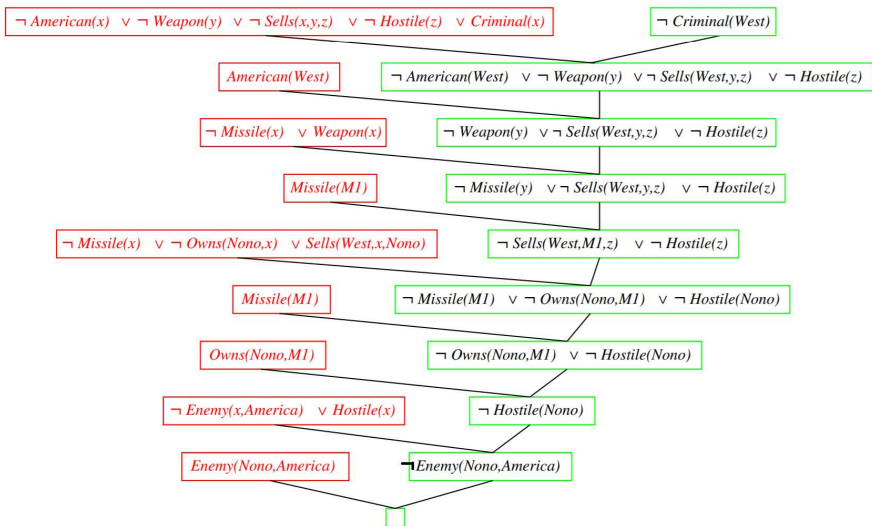 ¬ American(x) ∨ ¬ Weapon(y) ∨ ¬ Sells(x,y,z) ∨ ¬ Hostile(z) ∨ Criminal(x)
¬ Criminal(West)
American(West)
¬ American(West) ∨ ¬ Weapon(y) ∨ ¬ Sells(West,y,z) ∨ ¬ Hostile(z)
¬ Missile(x) ∨ Weapon(x)
¬ Weapon(y) ∨ ¬ Sells(West,y,z) ∨ ¬ Hostile(z)
Missile(M1)
¬ Missile(y) ∨ ¬ Sells(West,y,z) ∨ ¬ Hostile(z)
¬ Missile(x) ∨ ¬ Owns(Nono,x) ∨ Sells(West,x,Nono)
¬ Sells(West,M1,z) ∨ ¬ Hostile(z)
Missile(M1)
¬ Missile(M1) ∨ ¬ Owns(Nono,M1) ∨ ¬ Hostile(Nono)
Owns(Nono,M1)
¬ Owns(Nono,M1) ∨ ¬ Hostile(Nono)
¬ Enemy(x,America) ∨ Hostile(x)
¬ Hostile(Nono)
Enemy(Nono,America)
¬ Enemy(Nono,America)